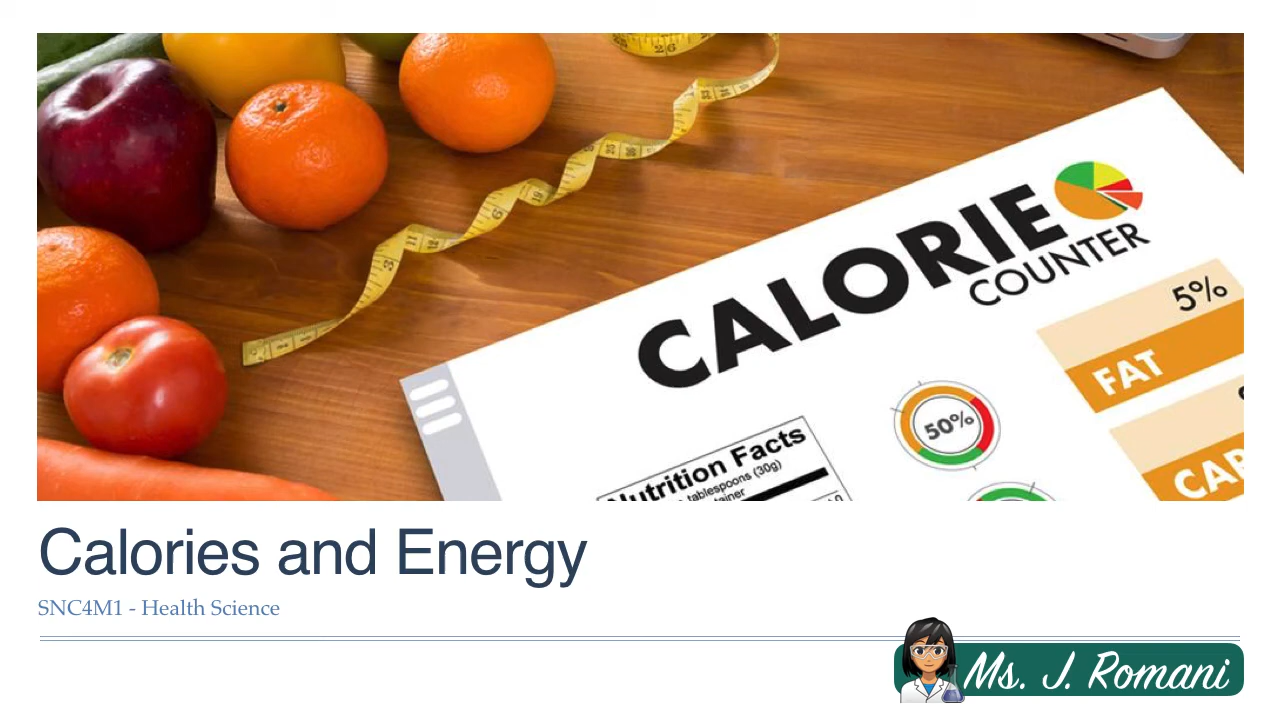 CALORIE
COUNTER
5%
FAT
50%
Nutrition Facts
tablespoons (30g)
Calories and Energy
SNC4M1 - Health Science
Ms. J. Romani